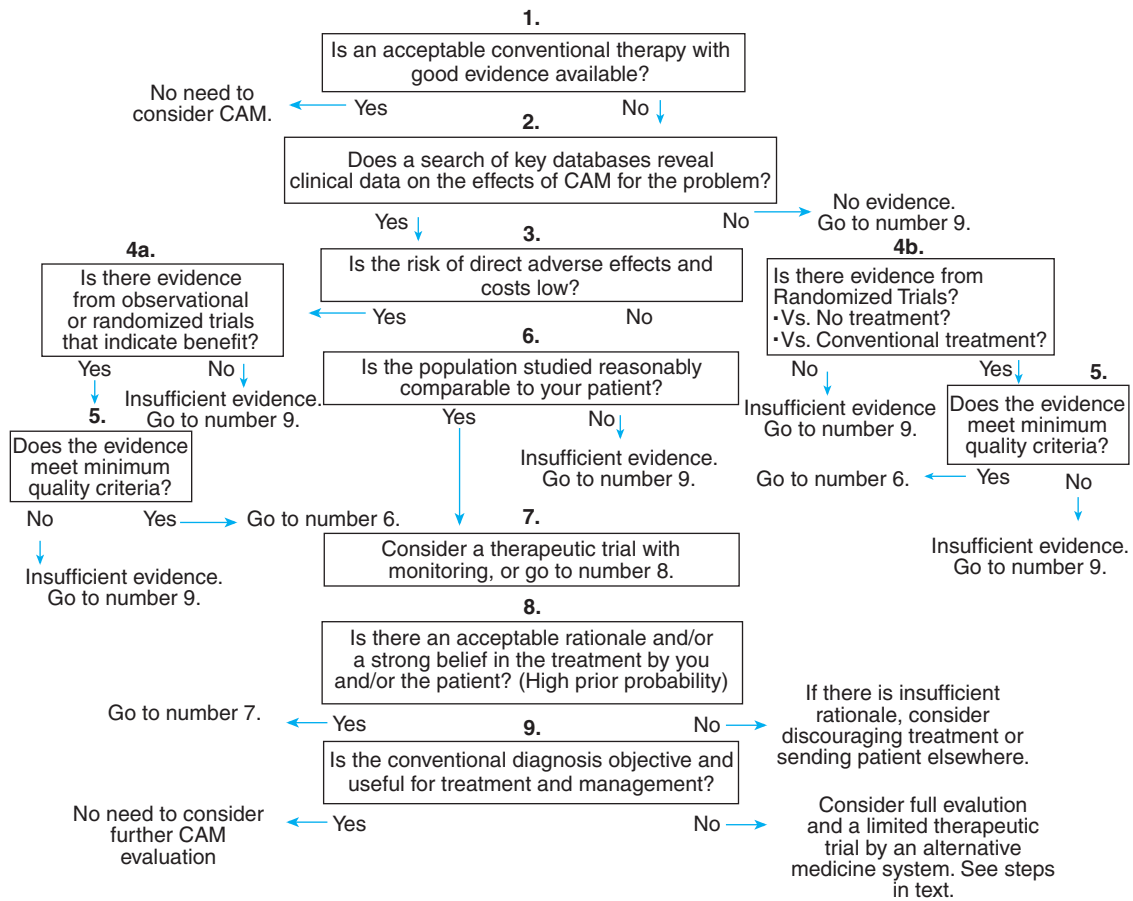 1.
Is an acceptable conventional therapy with
good evidence available?
No need to
consider CAM.
Yes
No
2.
Does a search of key databases reveal
clinical data on the effects of CAM for the problem?
Yes
No
No evidence.
Go to number 9.
3.
Is the risk of direct adverse effects and
costs low?
Yes
No
4a.
Is there evidence
from observational
or randomized trials
that indicate benefit?
Yes
No
Insufficient evidence.
Go to number 9.
4b.
Is there evidence from
Randomized Trials?
▪Vs. No treatment?
▪Vs. Conventional treatment?
No
Yes
Insufficient evidence
Go to number 9.
5.
Does the evidence
meet minimum
quality criteria?
Go to number 6.
Yes
No
Insufficient evidence.
Go to number 9.
5.
Does the evidence
meet minimum
quality criteria?
No
Yes
Go to number 6.
Insufficient evidence.
Go to number 9.
6.
Is the population studied reasonably
comparable to your patient?
Yes
No
Insufficient evidence.
Go to number 9.
7.
Consider a therapeutic trial with
monitoring, or go to number 8.
8.
Is there an acceptable rationale and/or
a strong belief in the treatment by you
and/or the patient? (High prior probability)
Go to number 7.
Yes
No
If there is insufficient
rationale, consider
discouraging treatment or
sending patient elsewhere.
9.
Is the conventional diagnosis objective and
useful for treatment and management?
No need to consider
further CAM
evaluation
Yes
No
Consider full evalution
and a limited therapeutic
trial by an alternative
medicine system. See steps
in text.